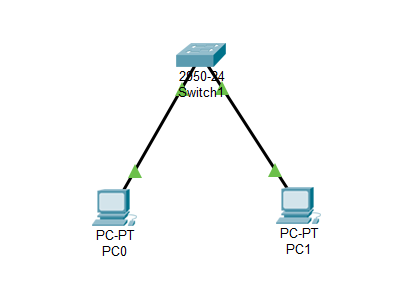 2950-24
Switch1
PC-PT
PC0
PC-PT
PC1